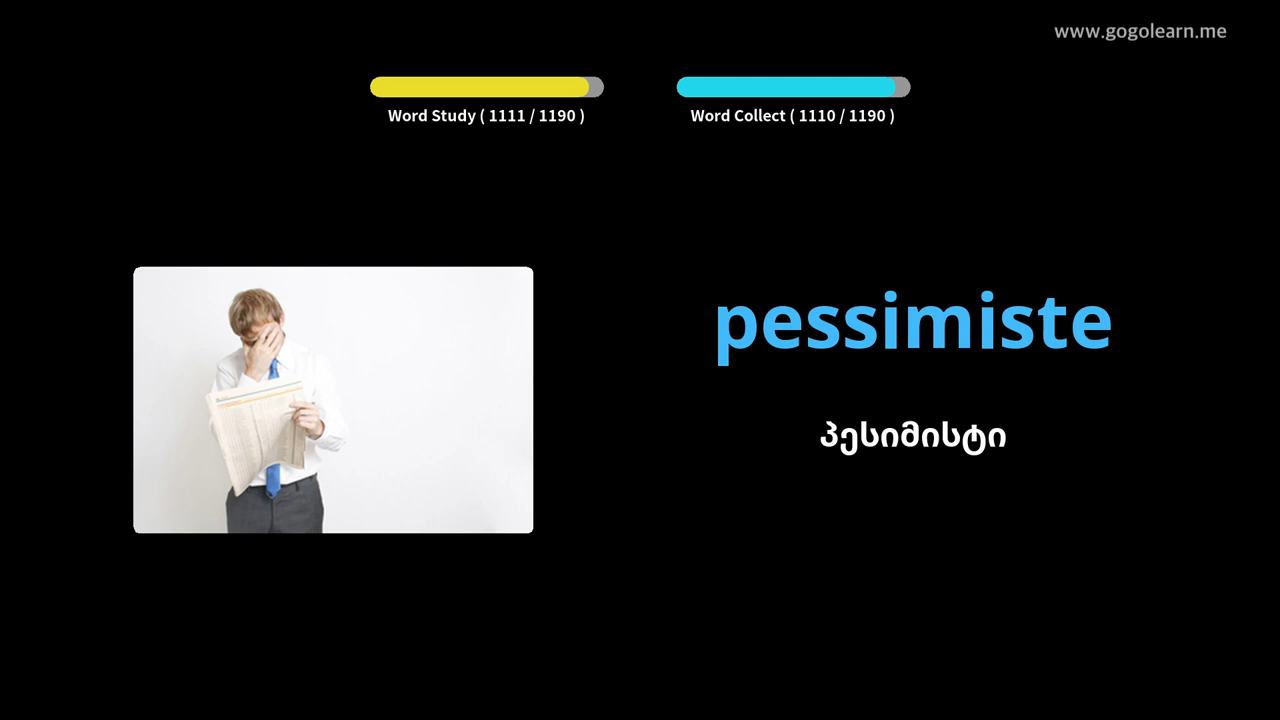 www.gogolearn.me
Word Study ( 1111 / 1190 )
Word Collect ( 1110 / 1190 )
pessimiste
პესიმისტი